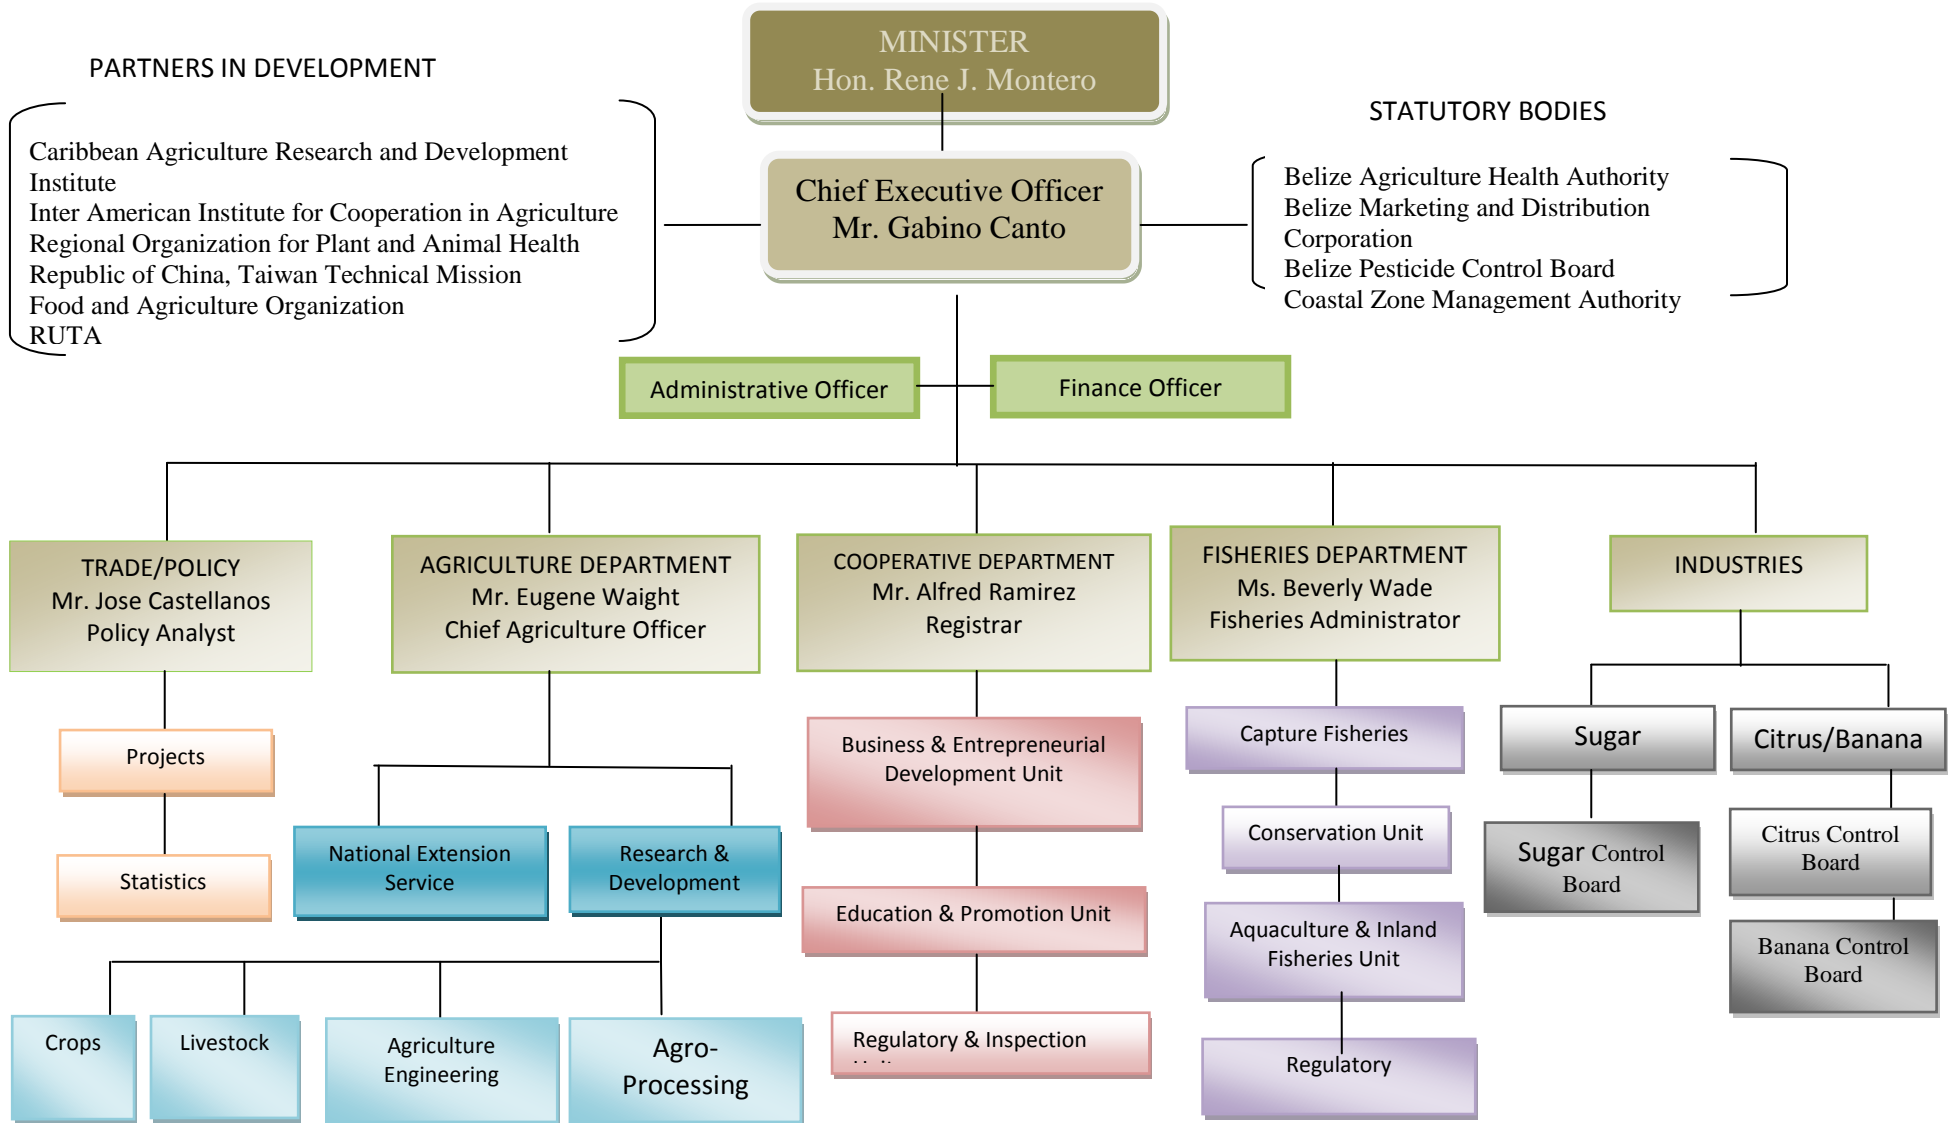 MINISTER
Hon. Rene J. Montero
PARTNERS IN DEVELOPMENT
Caribbean Agriculture Research and Development
Institute
Inter American Institute for Cooperation in Agriculture
Regional Organization for Plant and Animal Health
Republic of China, Taiwan Technical Mission
Food and Agriculture Organization
RUTA
Chief Executive Officer
Mr. Gabino Canto
STATUTORY BODIES
Belize Agriculture Health Authority
Belize Marketing and Distribution
Corporation
Belize Pesticide Control Board
Coastal Zone Management Authority
Administrative Officer
Finance Officer
TRADE/POLICY
Mr. Jose Castellanos
Policy Analyst
AGRICULTURE DEPARTMENT
Mr. Eugene Waight
Chief Agriculture Officer
COOPERATIVE DEPARTMENT
Mr. Alfred Ramirez
Registrar
FISHERIES DEPARTMENT
Ms. Beverly Wade
Fisheries Administrator
INDUSTRIES
Projects
Statistics
National Extension
Service
Research &
Development
Crops
Livestock
Agriculture
Engineering
Agro-
Processing
Business & Entrepreneurial
Development Unit
Education & Promotion Unit
Regulatory & Inspection
Capture Fisheries
Conservation Unit
Aquaculture & Inland
Fisheries Unit
Regulatory
Sugar
Sugar Control
Board
Citrus/Banana
Citrus Control
Board
Banana Control
Board